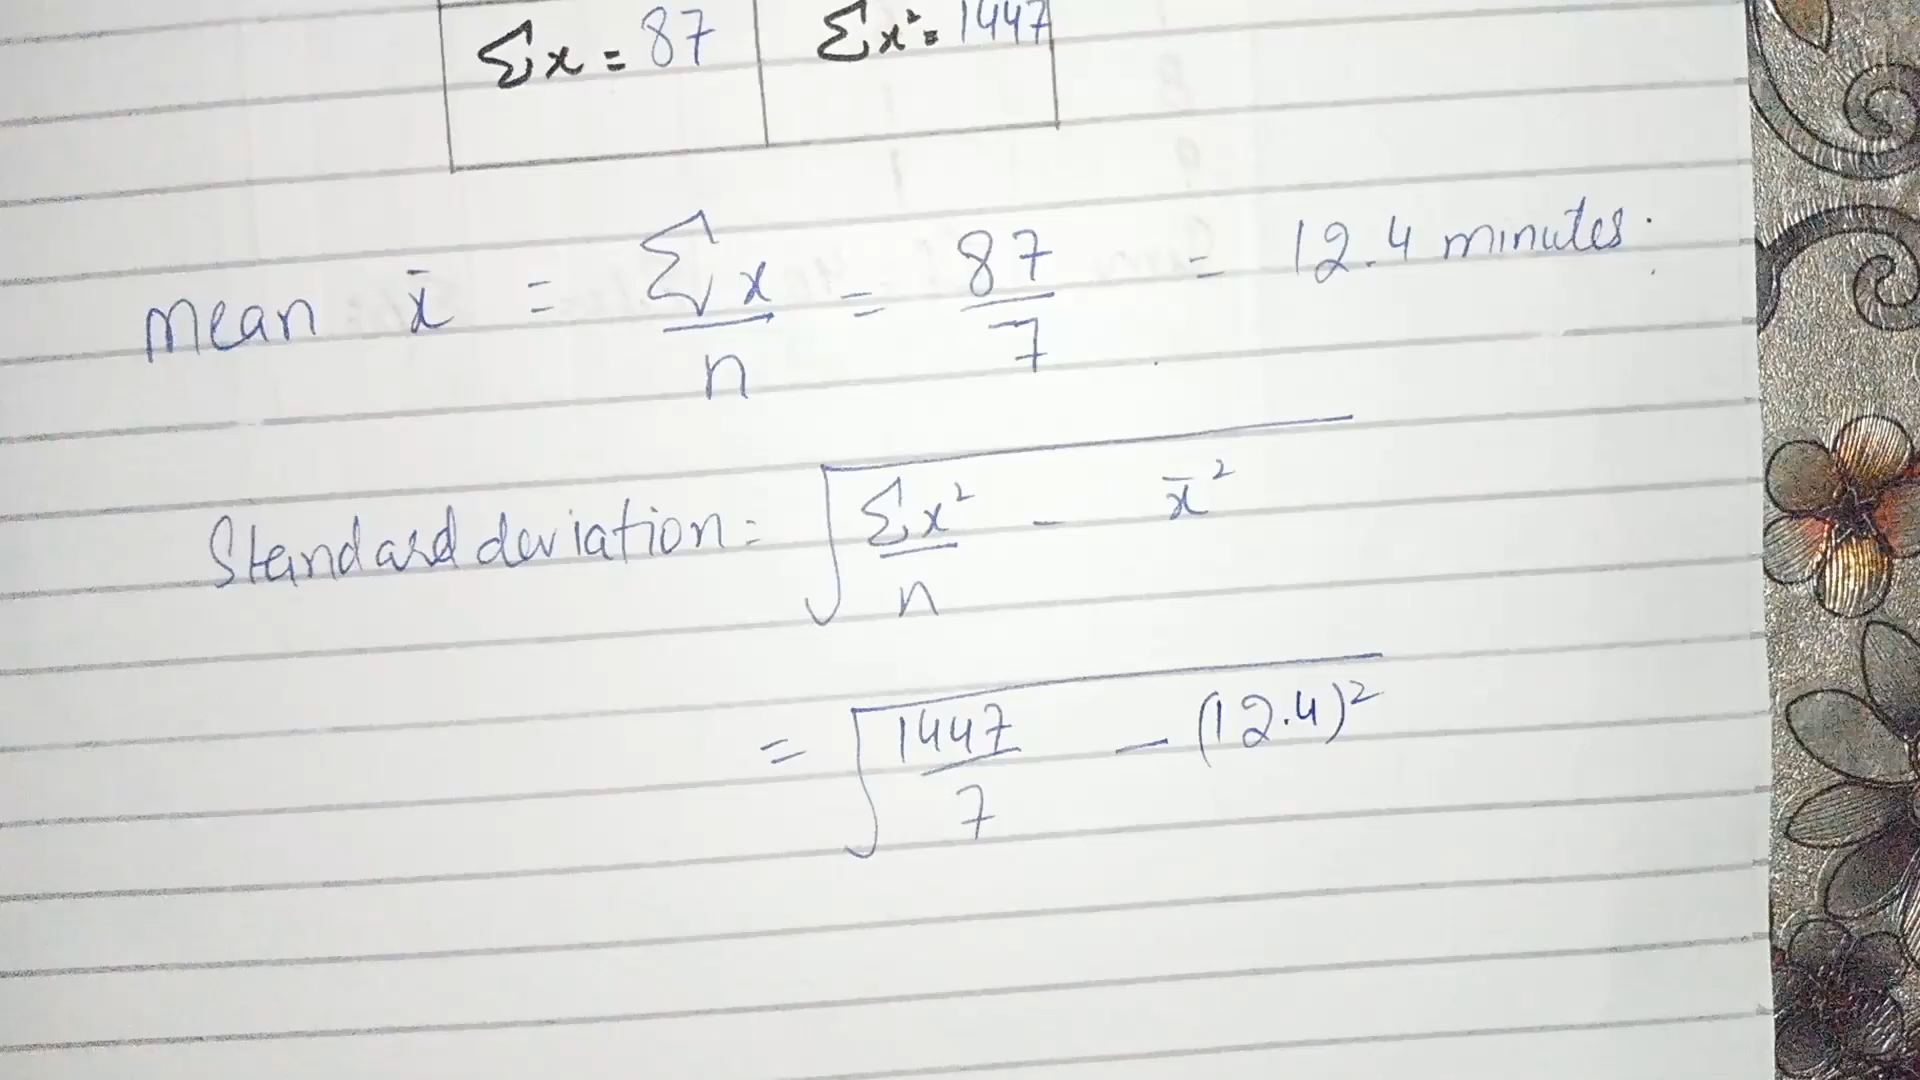 Σx = 87 Σx² = 1447
mean x̄ = Σx/n = 87/7 = 12.4 minutes.
Standard deviation = √(Σx²/n - x̄²)
= √(1447/7 - (12.4)²)